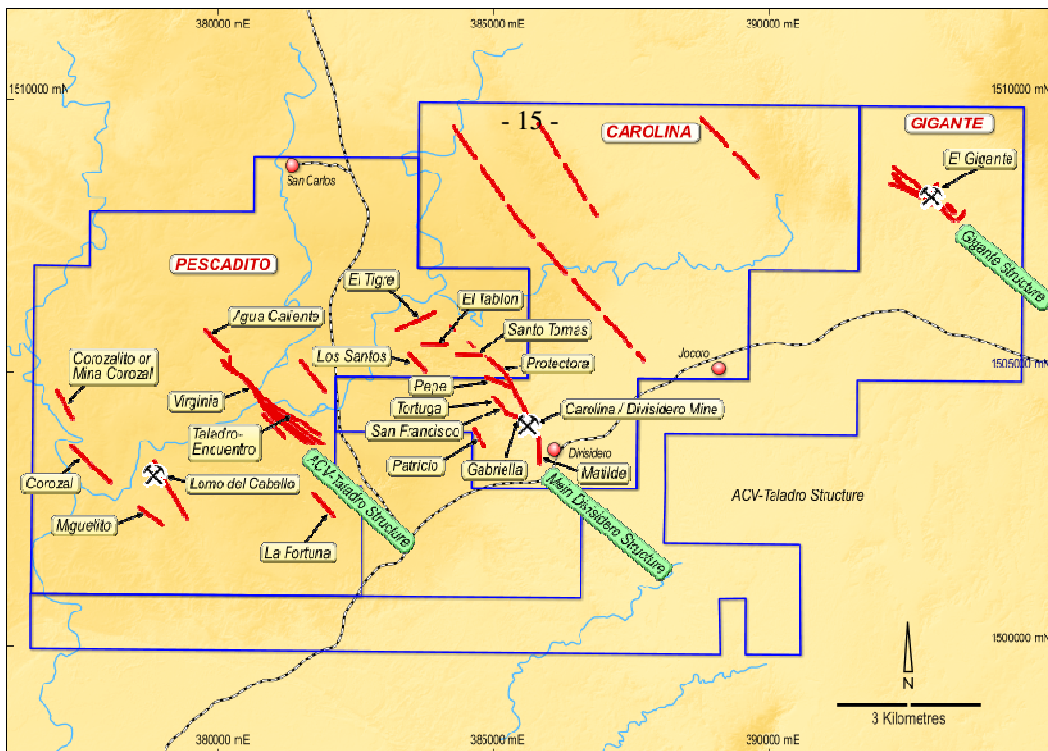 380000 mE
385000 mE
390000 mE
1510000 mN
1510000 mN
- 15 -
CAROLINA
GIGANTE
El Gigante
San Carlos
Gigante Structure
PESCADITO
El Tigre
El Tablon
Agua Caliente
Santo Tomas
Los Santos
Protectora
Jocoro
1505000 mN
1505000 mN
Corozalito or
Mina Corozal
Pepe
Virginia
Tortuga
Carolina / Divisidero Mine
Taladro-
Encuentro
San Francisco
Divisidero
Patricio
Gabriella
Matilde
Corozal
Lomo del Caballo
ACV-Taladro Structure
Main Divisidero Structure
ACV-Taladro Structure
Miguelito
La Fortuna
1500000 mN
1500000 mN
N
3 Kilometres
380000 mE
385000 mE
390000 mE